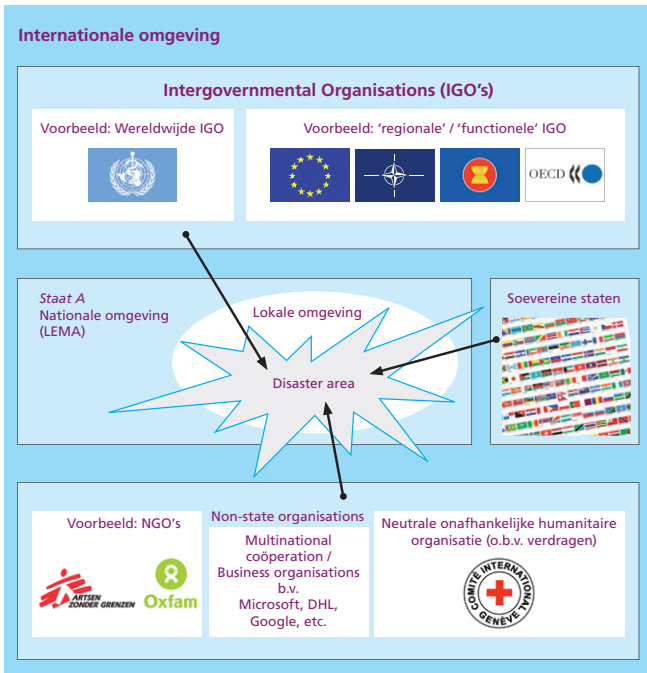 Internationale omgeving
Intergovernmental Organisations (IGO's)
Voorbeeld: Wereldwijde IGO
Voorbeeld: 'regionale' / 'functionele' IGO
OECD
Staat A
Nationale omgeving
(LEMA)
Lokale omgeving
Disaster area
Soevereine staten
Voorbeeld: NGO's
ARTSEN
ZONDER GRENZEN
Oxfam
Non-state organisations
Multinational
coöperation /
Business organisations
b.v.
Microsoft, DHL,
Google, etc.
Neutrale onafhankelijke humanitaire
organisatie (o.b.v. verdragen)
COMITÉ INTERNATIONAL
GENÈVE